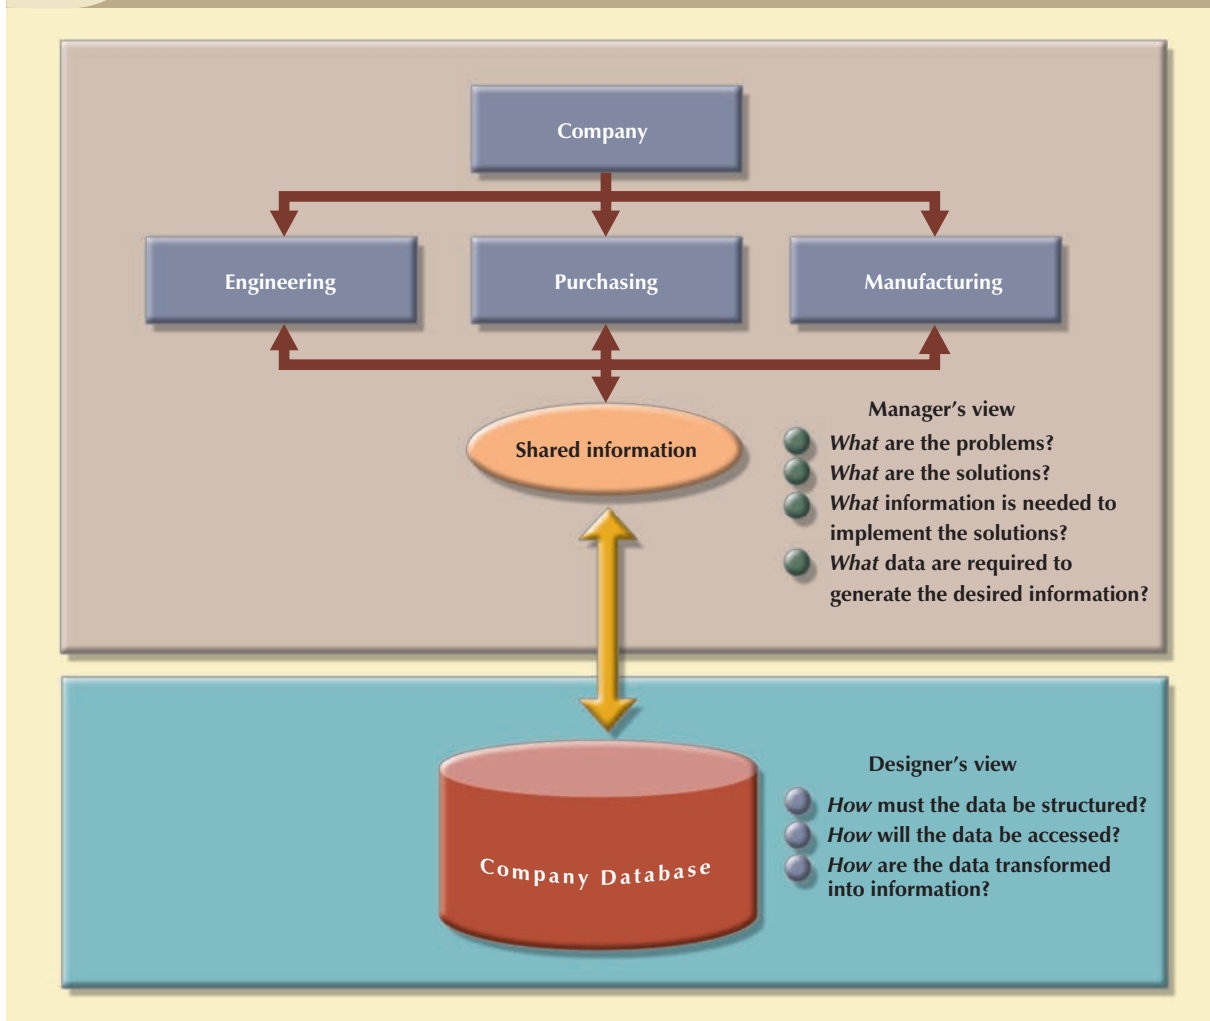 Company
Engineering
Purchasing
Manufacturing
Shared information
Manager’s view
What are the problems?
What are the solutions?
What information is needed to
implement the solutions?
What data are required to
generate the desired information?
Designer’s view
How must the data be structured?
How will the data be accessed?
How are the data transformed
into information?
Company Database